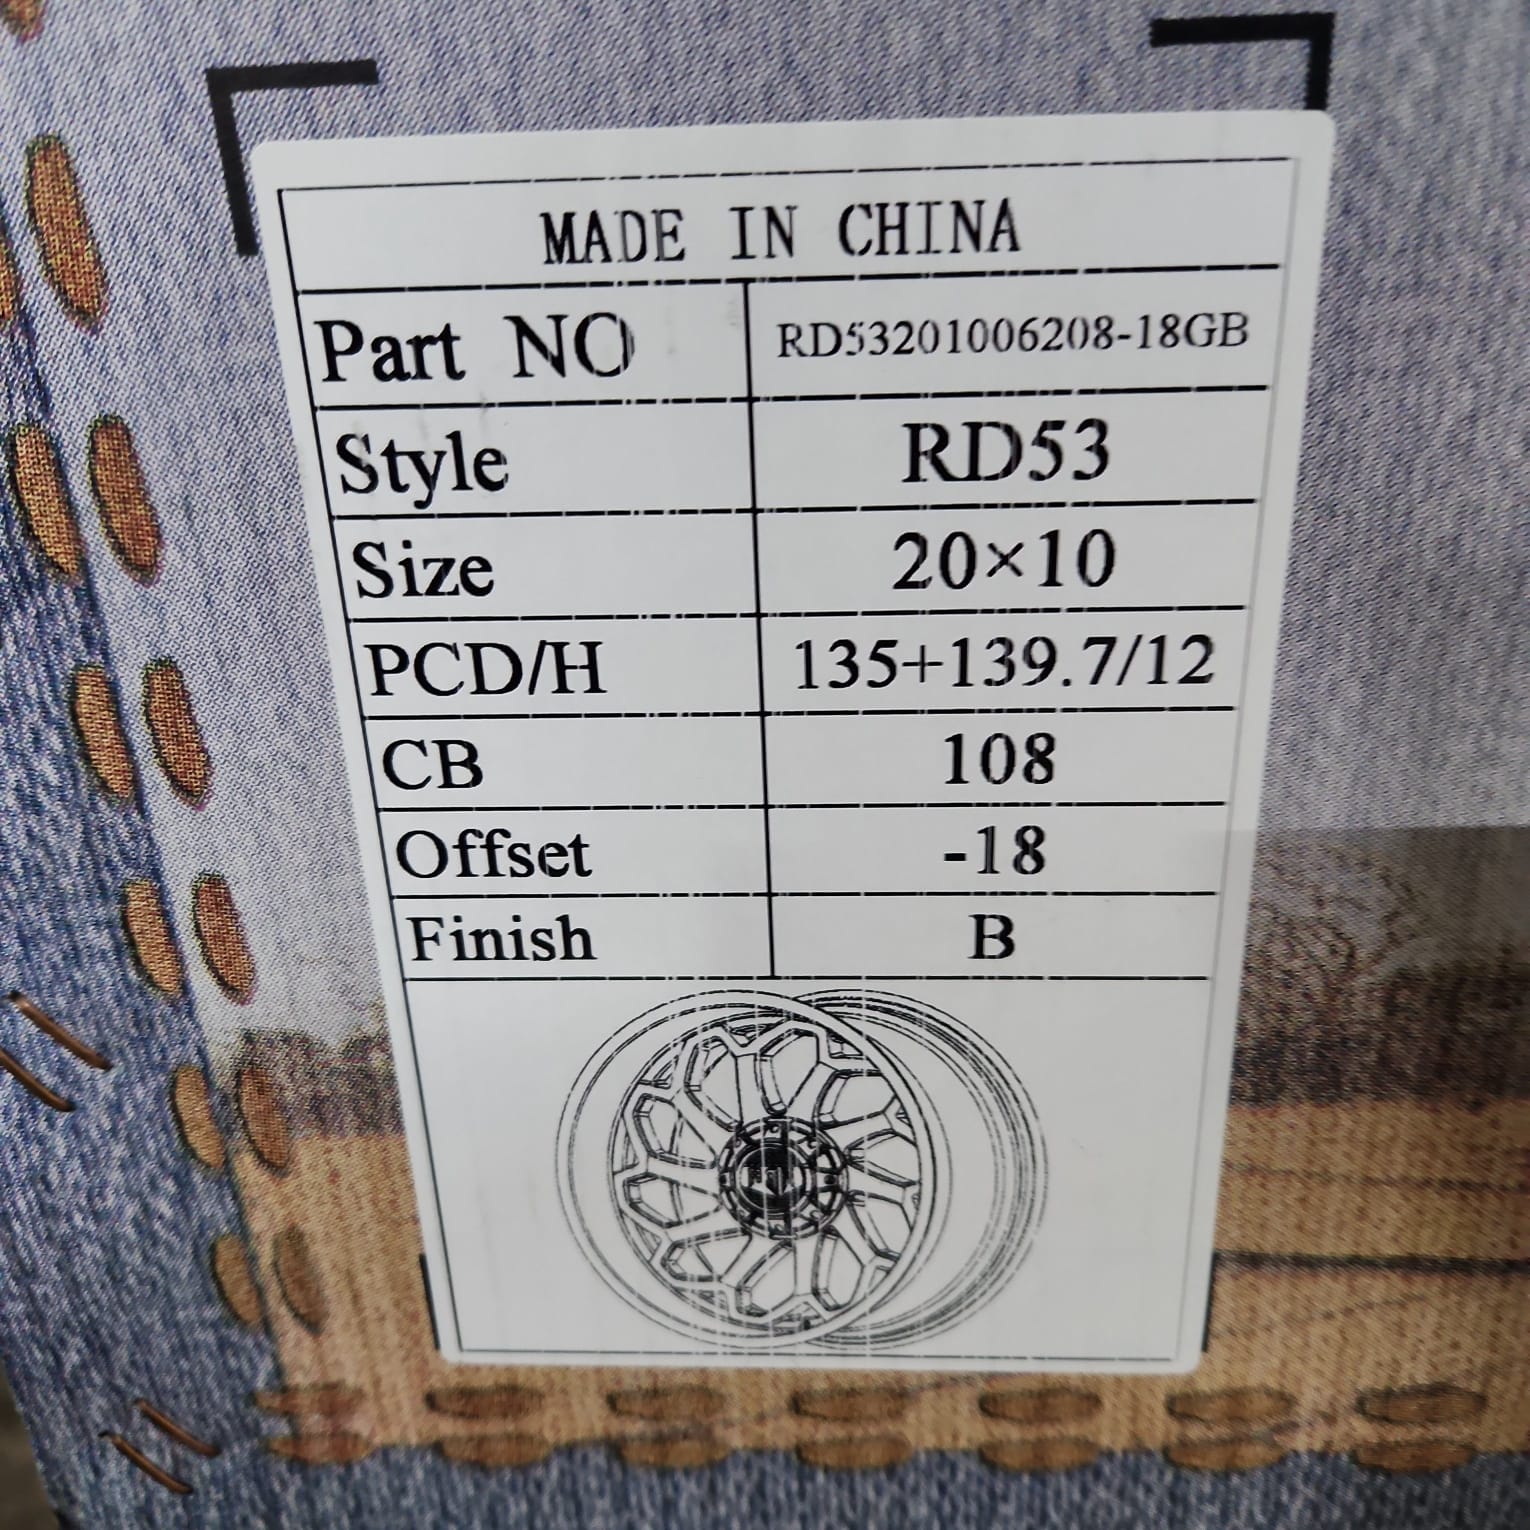 MADE IN CHINA
Part NO RD53201006208-18GB
Style RD53
Size 20×10
PCD/H 135+139.7/12
CB 108
Offset -18
Finish B